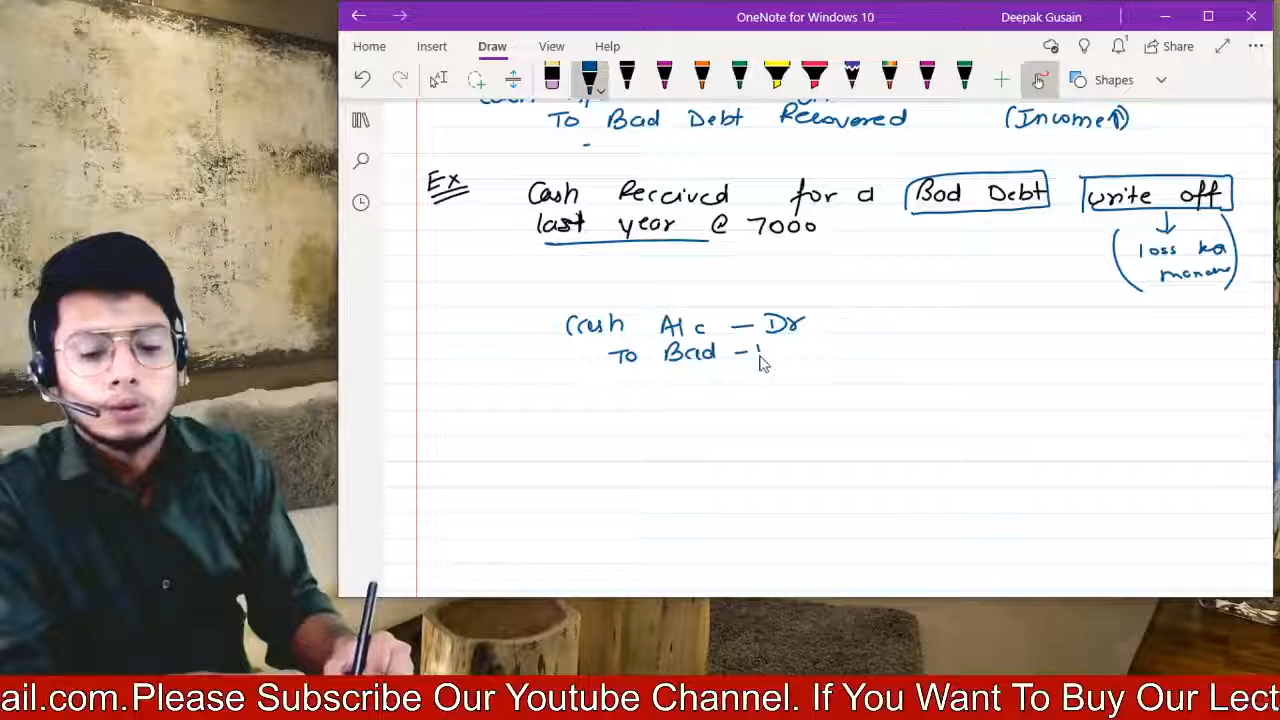 OneNote for Windows 10
Deepak Gusain
Home Insert Draw View Help Share
Shapes
To Bad Debt Recovered (Income↑)
Ex Cash Received for a Bad Debt write off
last year @ 7000
loss ka
Cash A/c — Dr
To Bad -
ail.com.Please Subscribe Our Youtube Channel. If You Want To Buy Our Lect